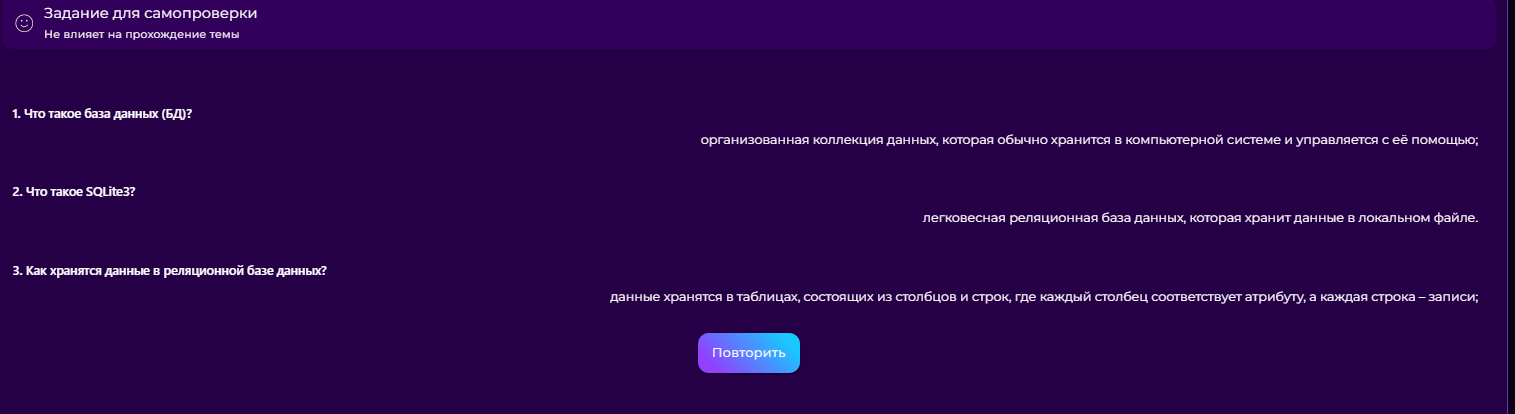 Задание для самопроверки
Не влияет на прохождение темы
1. Что такое база данных (БД)?
организованная коллекция данных, которая обычно хранится в компьютерной системе и управляется с её помощью;
2. Что такое SQLite3?
легковесная реляционная база данных, которая хранит данные в локальном файле.
3. Как хранятся данные в реляционной базе данных?
данные хранятся в таблицах, состоящих из столбцов и строк, где каждый столбец соответствует атрибуту, а каждая строка – записи;
Повторить